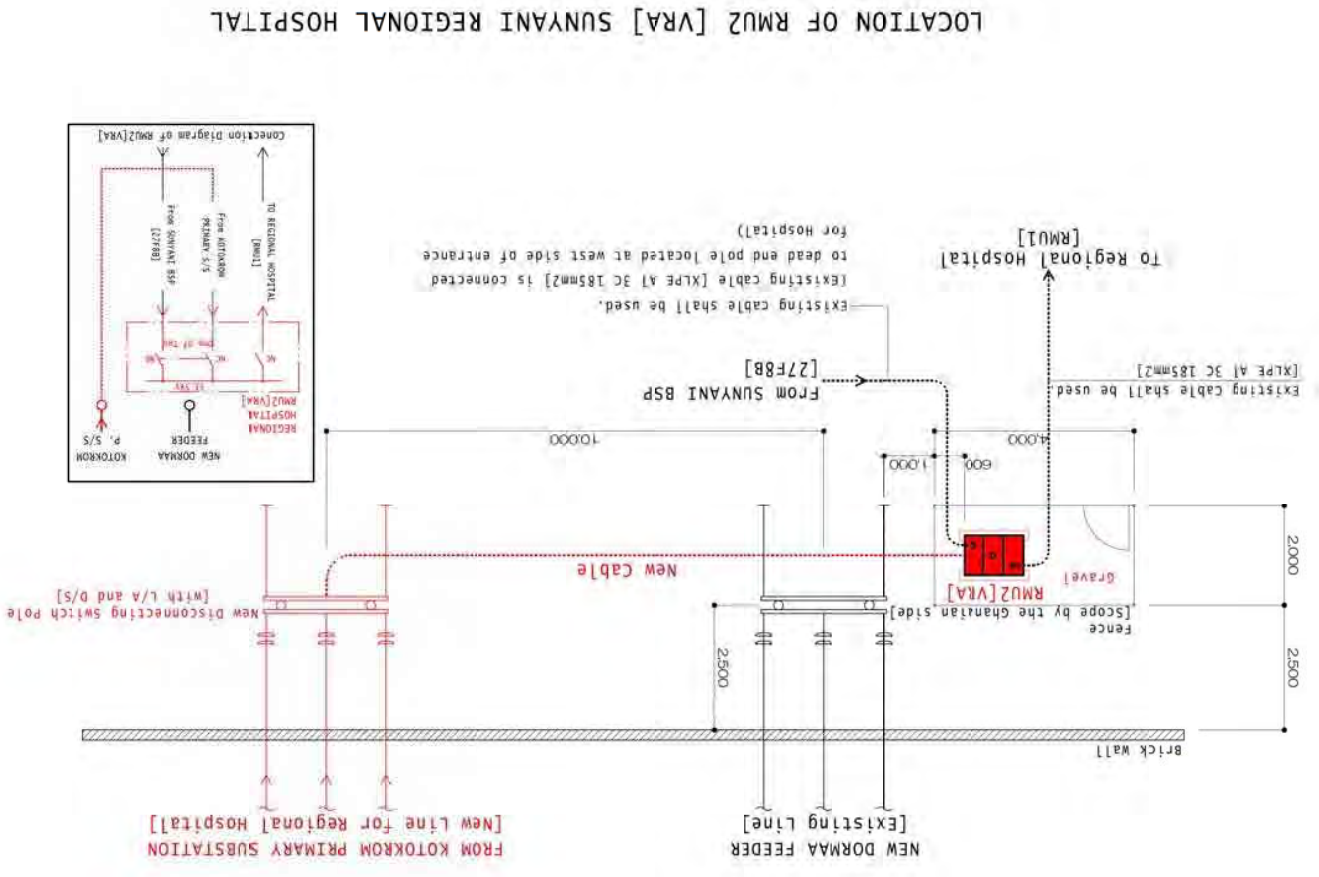 NEW DORMAA FEEDER
[Existing Line]
FROM KOTOKROM PRIMARY SUBSTATION
[New Line for Regional Hospital]
Brick Wall
2,500
2,500
Fence
[Scope by the Ghanaian side]
RMU2[VRA]
Gravel
2,000
New Disconnecting Switch Pole
[with L/A and D/S]
New Cable
600
1,000
4,000
10,000
Existing Cable shall be used.
[XLPE Al 3C 185mm2]
From SUNYANI BSP
[27F8B]
Existing cable shall be used.
(Existing cable [XLPE Al 3C 185mm2] is connected
to dead end pole located at west side of entrance
for Hospital)
To Regional Hospital
[RMU1]
KOTOKROM
P. S/S
NEW DORMAA
FEEDER
REGIONAL
HOSPITAL
RMU2[VRA]
NO
NC
NC
One of Two
From SUNYANI BSP
[27F8B]
From KOTOKROM
PRIMARY S/S
TO REGIONAL HOSPITAL
[RMU1]
Conection Diagram of RMU2[VRA]
LOCATION OF RMU2 [VRA] SUNYANI REGIONAL HOSPITAL